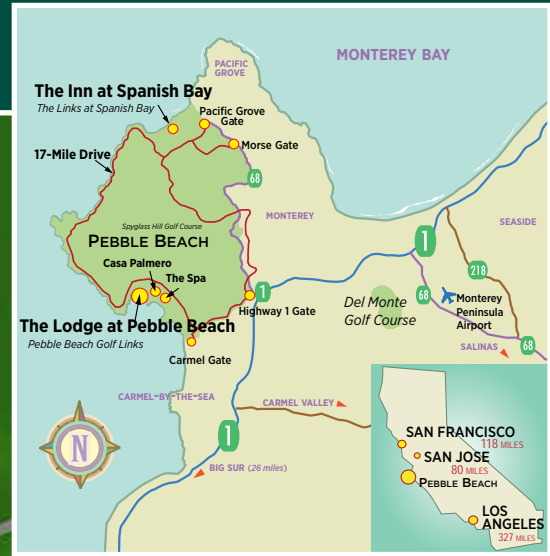 MONTEREY BAY
PACIFIC
GROVE
The Inn at Spanish Bay
The Links at Spanish Bay
Pacific Grove
Gate
Morse Gate
17-Mile Drive
68
MONTEREY
SEASIDE
Spyglass Hill Golf Course
PEBBLE BEACH
1
218
Casa Palmero
The Spa
1
Highway 1 Gate
68
Monterey
Peninsula
Airport
Del Monte
Golf Course
The Lodge at Pebble Beach
Pebble Beach Golf Links
Carmel Gate
SALINAS
68
CARMEL-BY-THE-SEA
CARMEL VALLEY
N
1
BIG SUR (26 miles)
SAN FRANCISCO
118 MILES
SAN JOSE
80 MILES
PEBBLE BEACH
LOS
ANGELES
327 MILES